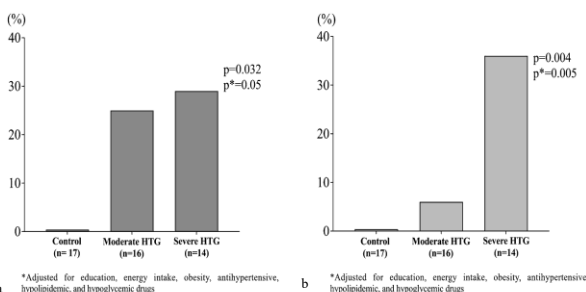 (%)
40
30
20
10
0
p=0.032
p*=0.05
Control
(n= 17)
Moderate HTG
(n=16)
Severe HTG
(n=14)
*Adjusted for education, energy intake, obesity, antihypertensive,
hypolipidemic, and hypoglycemic drugs
(%)
40
30
20
10
0
p=0.004
p*=0.005
Control
(n=17)
Moderate HTG
(n=16)
Severe HTG
(n=14)
b
*Adjusted for education, energy intake, obesity, antihypertensive,
hypolipidemic, and hypoglycemic drugs